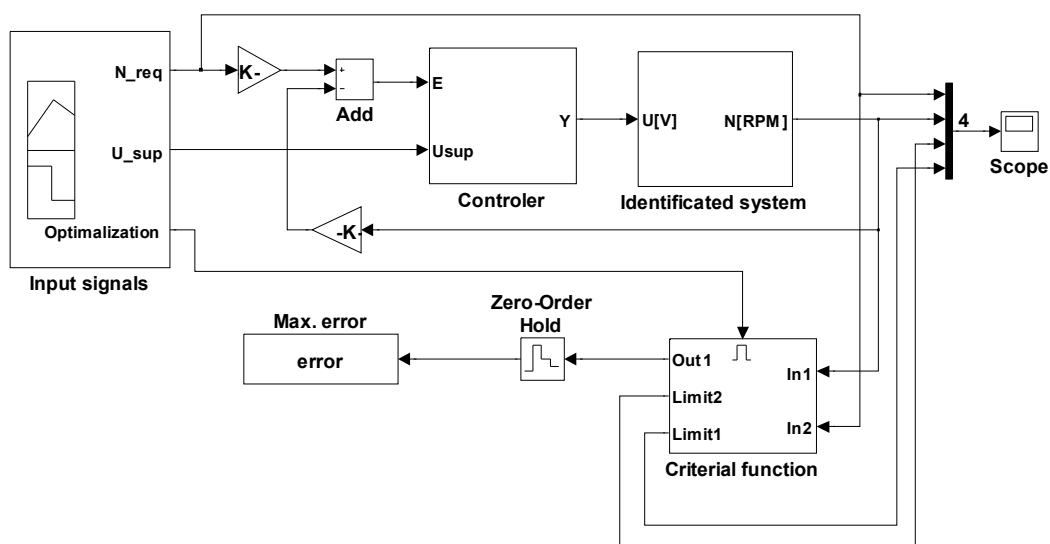 N_req
U_sup
Optimalization
Input signals
K-
+
−
Add
E
Usup
Y
Controler
U[V]
N[RPM]
Identificated system
4
Scope
-K-
Max. error
error
Zero-Order
Hold
Out1
Limit2
Limit1
In1
In2
Criterial function